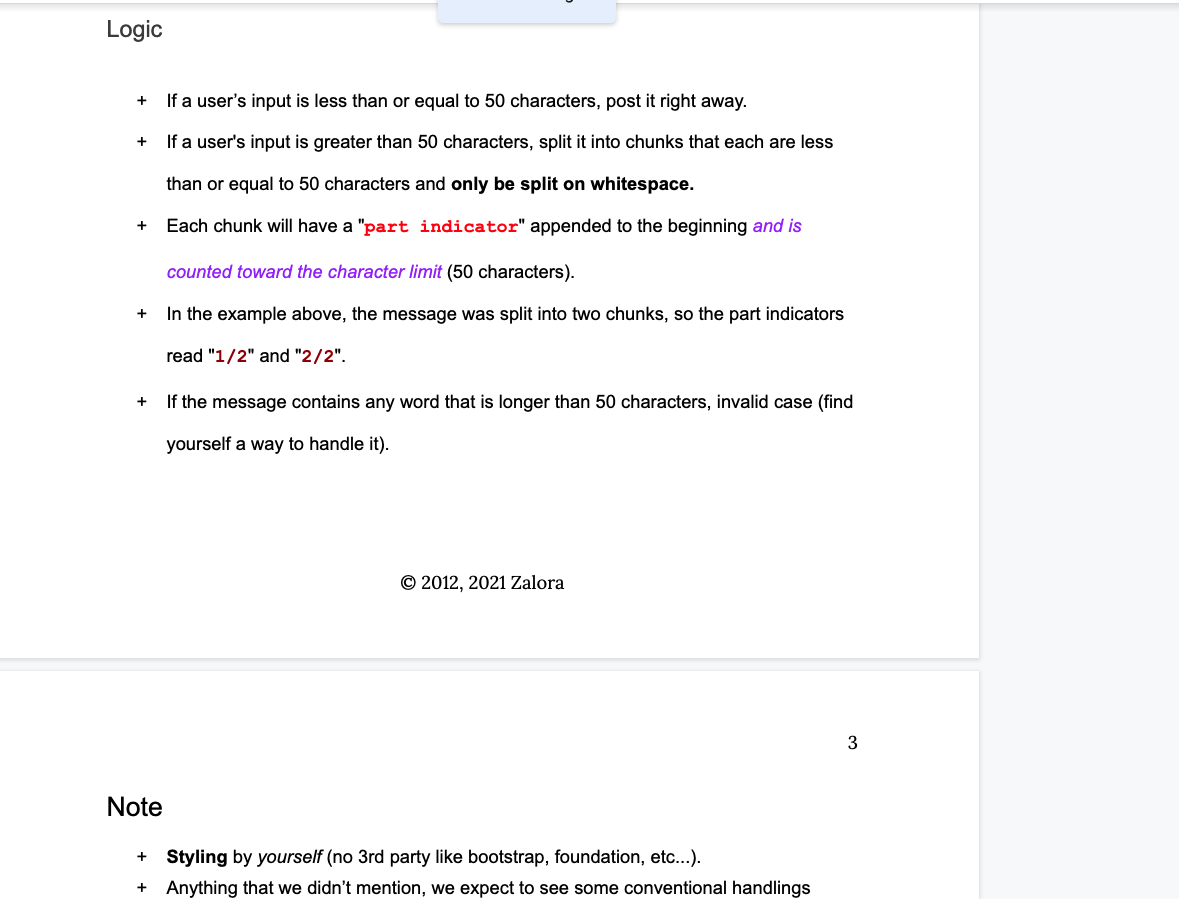 Logic
+ If a user’s input is less than or equal to 50 characters, post it right away.
+ If a user's input is greater than 50 characters, split it into chunks that each are less
than or equal to 50 characters and only be split on whitespace.
+ Each chunk will have a "part indicator" appended to the beginning and is
counted toward the character limit (50 characters).
+ In the example above, the message was split into two chunks, so the part indicators
read "1/2" and "2/2".
+ If the message contains any word that is longer than 50 characters, invalid case (find
yourself a way to handle it).
© 2012, 2021 Zalora
3
Note
+ Styling by yourself (no 3rd party like bootstrap, foundation, etc...).
+ Anything that we didn’t mention, we expect to see some conventional handlings